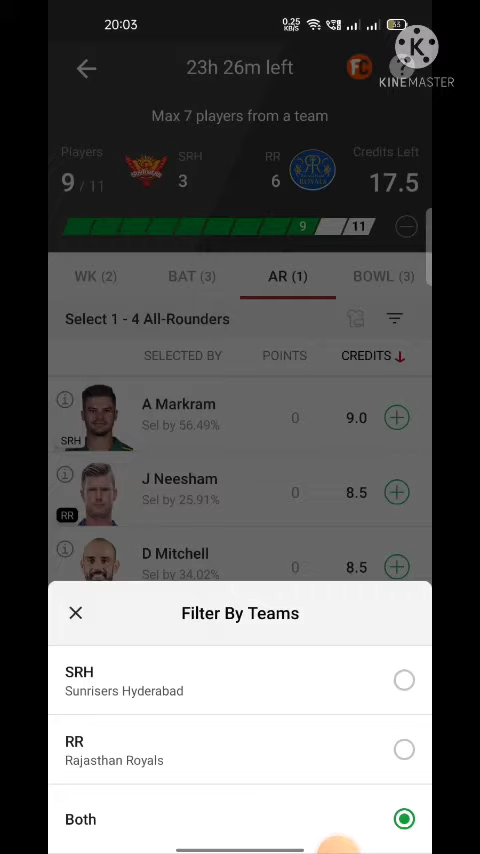 20:03
0.25 KB/S
53
K
KINEMASTER
23h 26m left
FC
?
Max 7 players from a team
Players
9 / 11
SRH
3
RR
6
RR
ROYALS
Credits Left
17.5
9
11
WK (2)
BAT (3)
AR (1)
BOWL (3)
Select 1 - 4 All-Rounders
SELECTED BY
POINTS
CREDITS
A Markram
Sel by 56.49%
0
9.0
SRH
J Neesham
Sel by 25.91%
0
8.5
RR
D Mitchell
Sel by 34.02%
0
8.5
Filter By Teams
SRH
Sunrisers Hyderabad
RR
Rajasthan Royals
Both